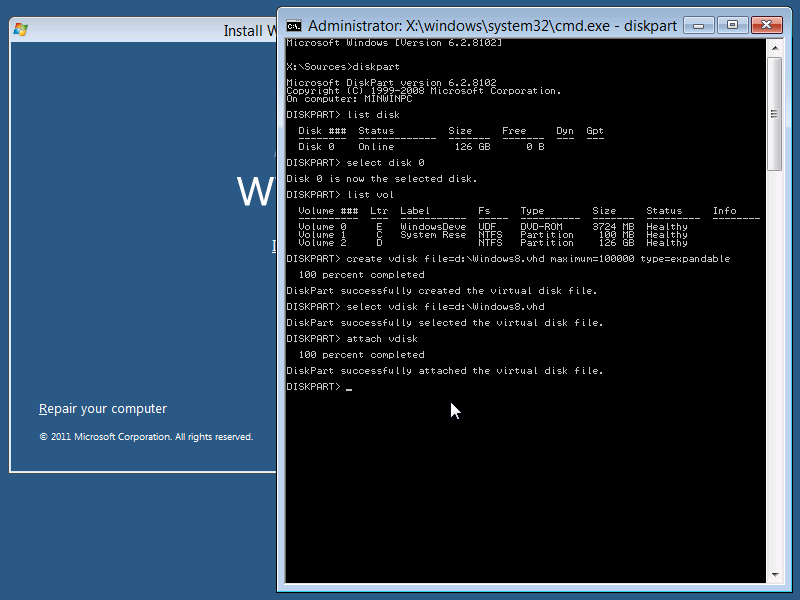 Install W
W
Repair your computer
© 2011 Microsoft Corporation. All rights reserved.
Administrator: X:\windows\system32\cmd.exe - diskpart
Microsoft Windows [Version 6.2.8102]
X:\Sources>diskpart
Microsoft DiskPart version 6.2.8102
Copyright (C) 1999-2008 Microsoft Corporation.
On computer: MININWPC
DISKPART> list disk
Disk ### Status Size Free Dyn Gpt
-------- ------------- ------- ------- --- ---
Disk 0 Online 126 GB 0 B
DISKPART> select disk 0
Disk 0 is now the selected disk.
DISKPART> list vol
Volume ### Ltr Label Fs Type Size Status Info
---------- --- ----------- ----- ---------- ------- --------- --------
Volume 0 E WindowsDeve UDF DVD-ROM 3724 MB Healthy
Volume 1 C System Rese NTFS Partition 100 MB Healthy
Volume 2 D NTFS Partition 126 GB Healthy
DISKPART> create vdisk file=d:\Windows8.vhd maximum=100000 type=expandable
100 percent completed
DiskPart successfully created the virtual disk file.
DISKPART> select vdisk file=d:\Windows8.vhd
DiskPart successfully selected the virtual disk file.
DISKPART> attach vdisk
100 percent completed
DiskPart successfully attached the virtual disk file.
DISKPART> _